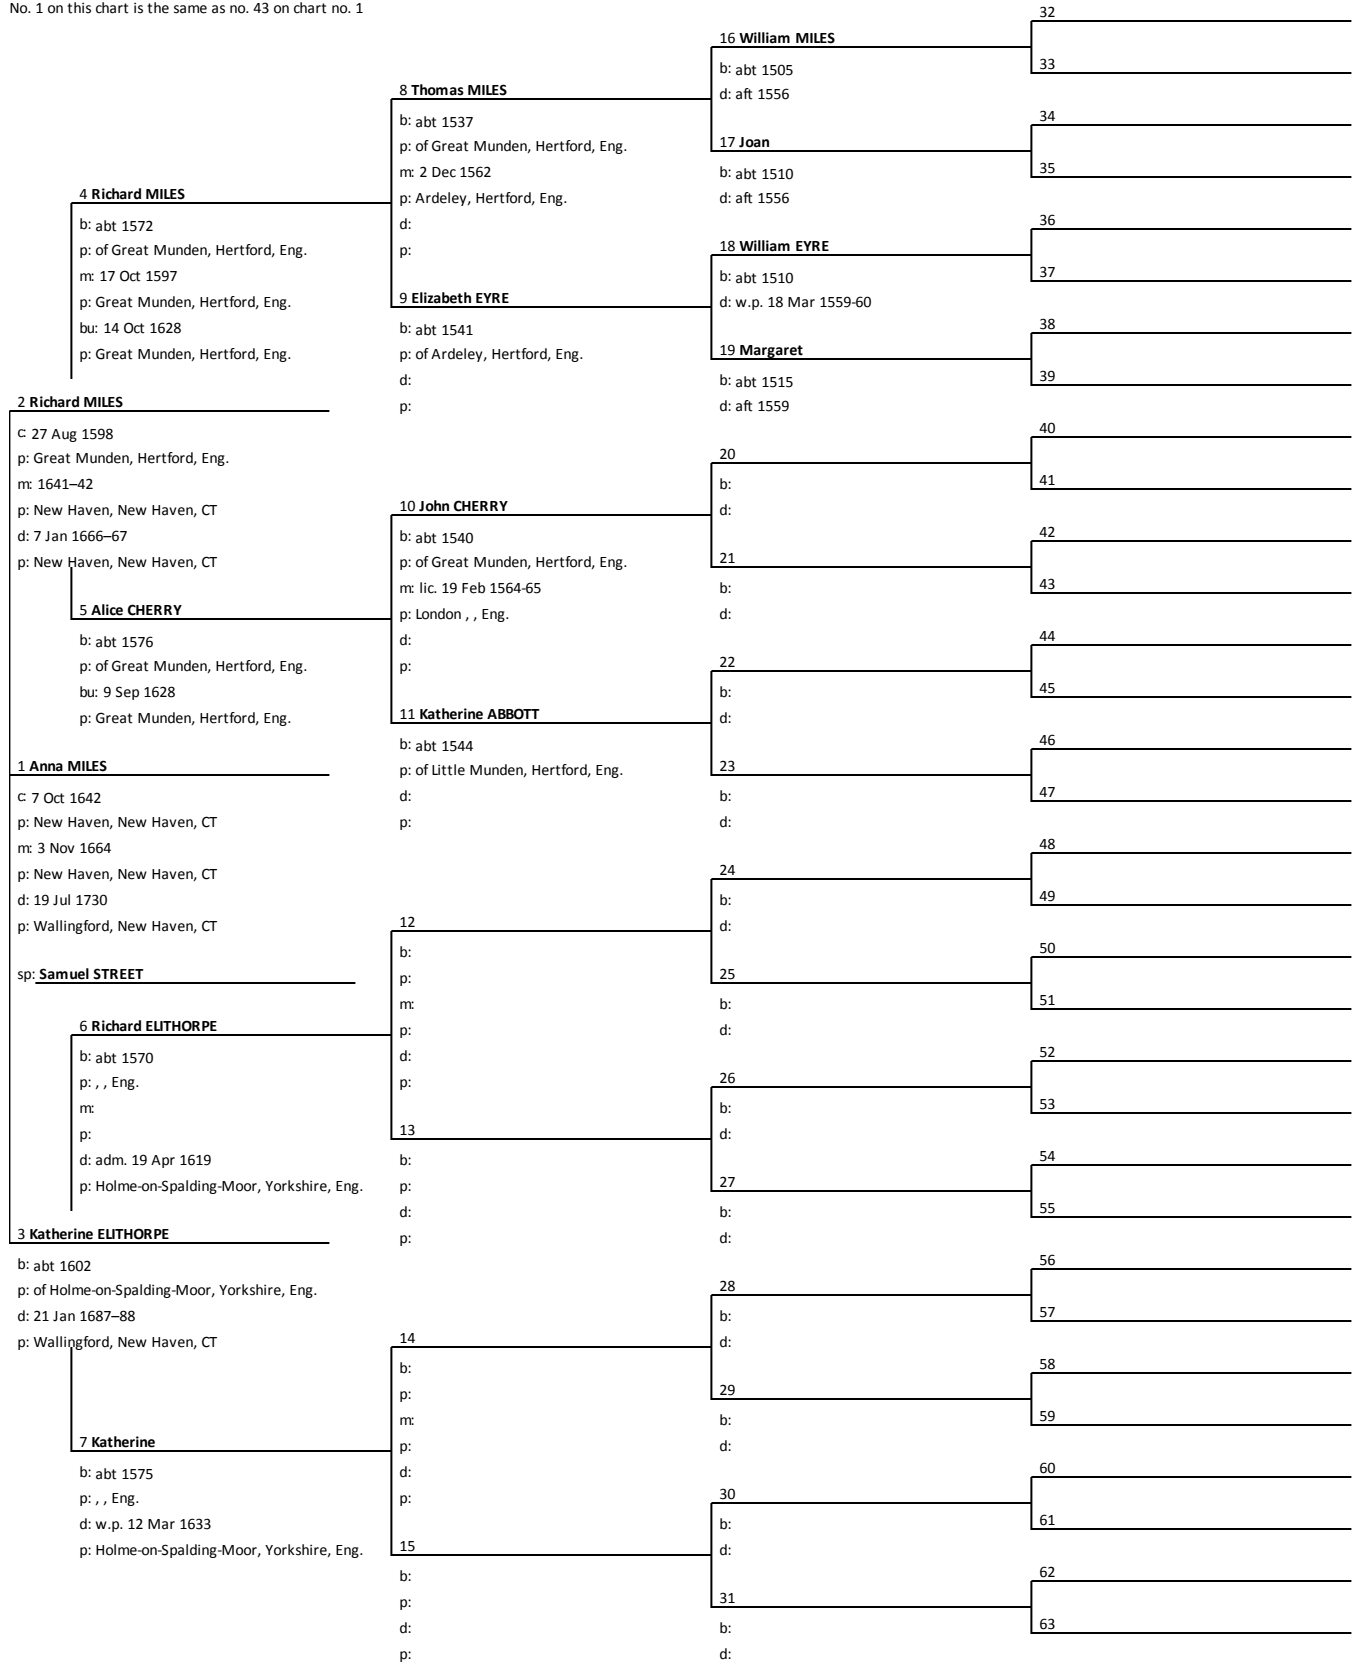 No. 1 on this chart is the same as no. 43 on chart no. 1
4 Richard MILES
b: abt 1572
p: of Great Munden, Hertford, Eng.
m: 17 Oct 1597
p: Great Munden, Hertford, Eng.
bu: 14 Oct 1628
p: Great Munden, Hertford, Eng.
2 Richard MILES
c: 27 Aug 1598
p: Great Munden, Hertford, Eng.
m: 1641–42
p: New Haven, New Haven, CT
d: 7 Jan 1666–67
p: New Haven, New Haven, CT
5 Alice CHERRY
b: abt 1576
p: of Great Munden, Hertford, Eng.
bu: 9 Sep 1628
p: Great Munden, Hertford, Eng.
1 Anna MILES
c: 7 Oct 1642
p: New Haven, New Haven, CT
m: 3 Nov 1664
p: New Haven, New Haven, CT
d: 19 Jul 1730
p: Wallingford, New Haven, CT
sp: Samuel STREET
6 Richard ELITHORPE
b: abt 1570
p: , , Eng.
m:
p:
d: adm. 19 Apr 1619
p: Holme-on-Spalding-Moor, Yorkshire, Eng.
3 Katherine ELITHORPE
b: abt 1602
p: of Holme-on-Spalding-Moor, Yorkshire, Eng.
d: 21 Jan 1687–88
p: Wallingford, New Haven, CT
7 Katherine
b: abt 1575
p: , , Eng.
d: w.p. 12 Mar 1633
p: Holme-on-Spalding-Moor, Yorkshire, Eng.
8 Thomas MILES
b: abt 1537
p: of Great Munden, Hertford, Eng.
m: 2 Dec 1562
p: Ardeley, Hertford, Eng.
d:
p:
9 Elizabeth EYRE
b: abt 1541
p: of Ardeley, Hertford, Eng.
d:
p:
10 John CHERRY
b: abt 1540
p: of Great Munden, Hertford, Eng.
m: lic. 19 Feb 1564-65
p: London , , Eng.
d:
p:
11 Katherine ABBOTT
b: abt 1544
p: of Little Munden, Hertford, Eng.
d:
p:
12
b:
p:
m:
p:
d:
p:
13
b:
p:
d:
p:
14
b:
p:
m:
p:
d:
p:
15
b:
p:
d:
p:
16 William MILES
b: abt 1505
d: aft 1556
17 Joan
b: abt 1510
d: aft 1556
18 William EYRE
b: abt 1510
d: w.p. 18 Mar 1559-60
19 Margaret
b: abt 1515
d: aft 1559
20
b:
d:
21
b:
d:
22
b:
d:
23
b:
d:
24
b:
d:
25
b:
d:
26
b:
d:
27
b:
d:
28
b:
d:
29
b:
d:
30
b:
d:
31
b:
d:
32
33
34
35
36
37
38
39
40
41
42
43
44
45
46
47
48
49
50
51
52
53
54
55
56
57
58
59
60
61
62
63